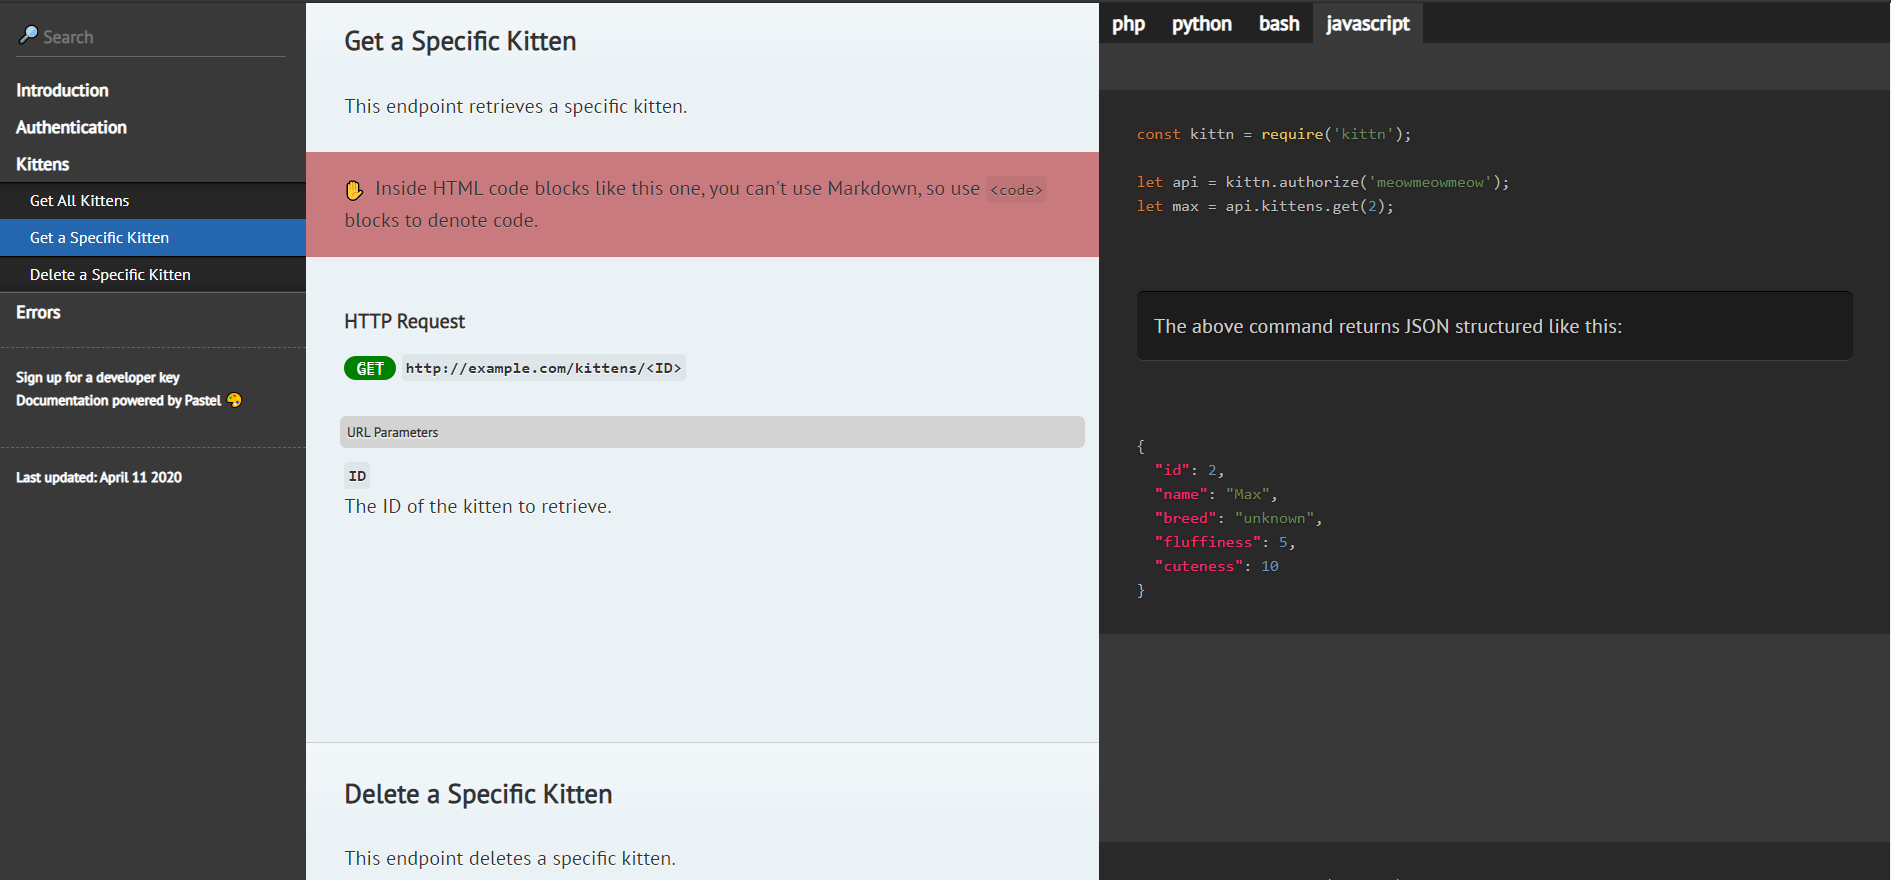 Search
Introduction
Authentication
Kittens
Get All Kittens
Get a Specific Kitten
Delete a Specific Kitten
Errors
Sign up for a developer key
Documentation powered by Pastel 🎨
Last updated: April 11 2020
Get a Specific Kitten
This endpoint retrieves a specific kitten.
Inside HTML code blocks like this one, you can't use Markdown, so use <code>
blocks to denote code.
HTTP Request
GET http://example.com/kittens/<ID>
URL Parameters
ID
The ID of the kitten to retrieve.
Delete a Specific Kitten
This endpoint deletes a specific kitten.
php python bash javascript
const kittn = require('kittn');
let api = kittn.authorize('meowmeowmeow');
let max = api.kittens.get(2);
The above command returns JSON structured like this:
{
"id": 2,
"name": "Max",
"breed": "unknown",
"fluffiness": 5,
"cuteness": 10
}